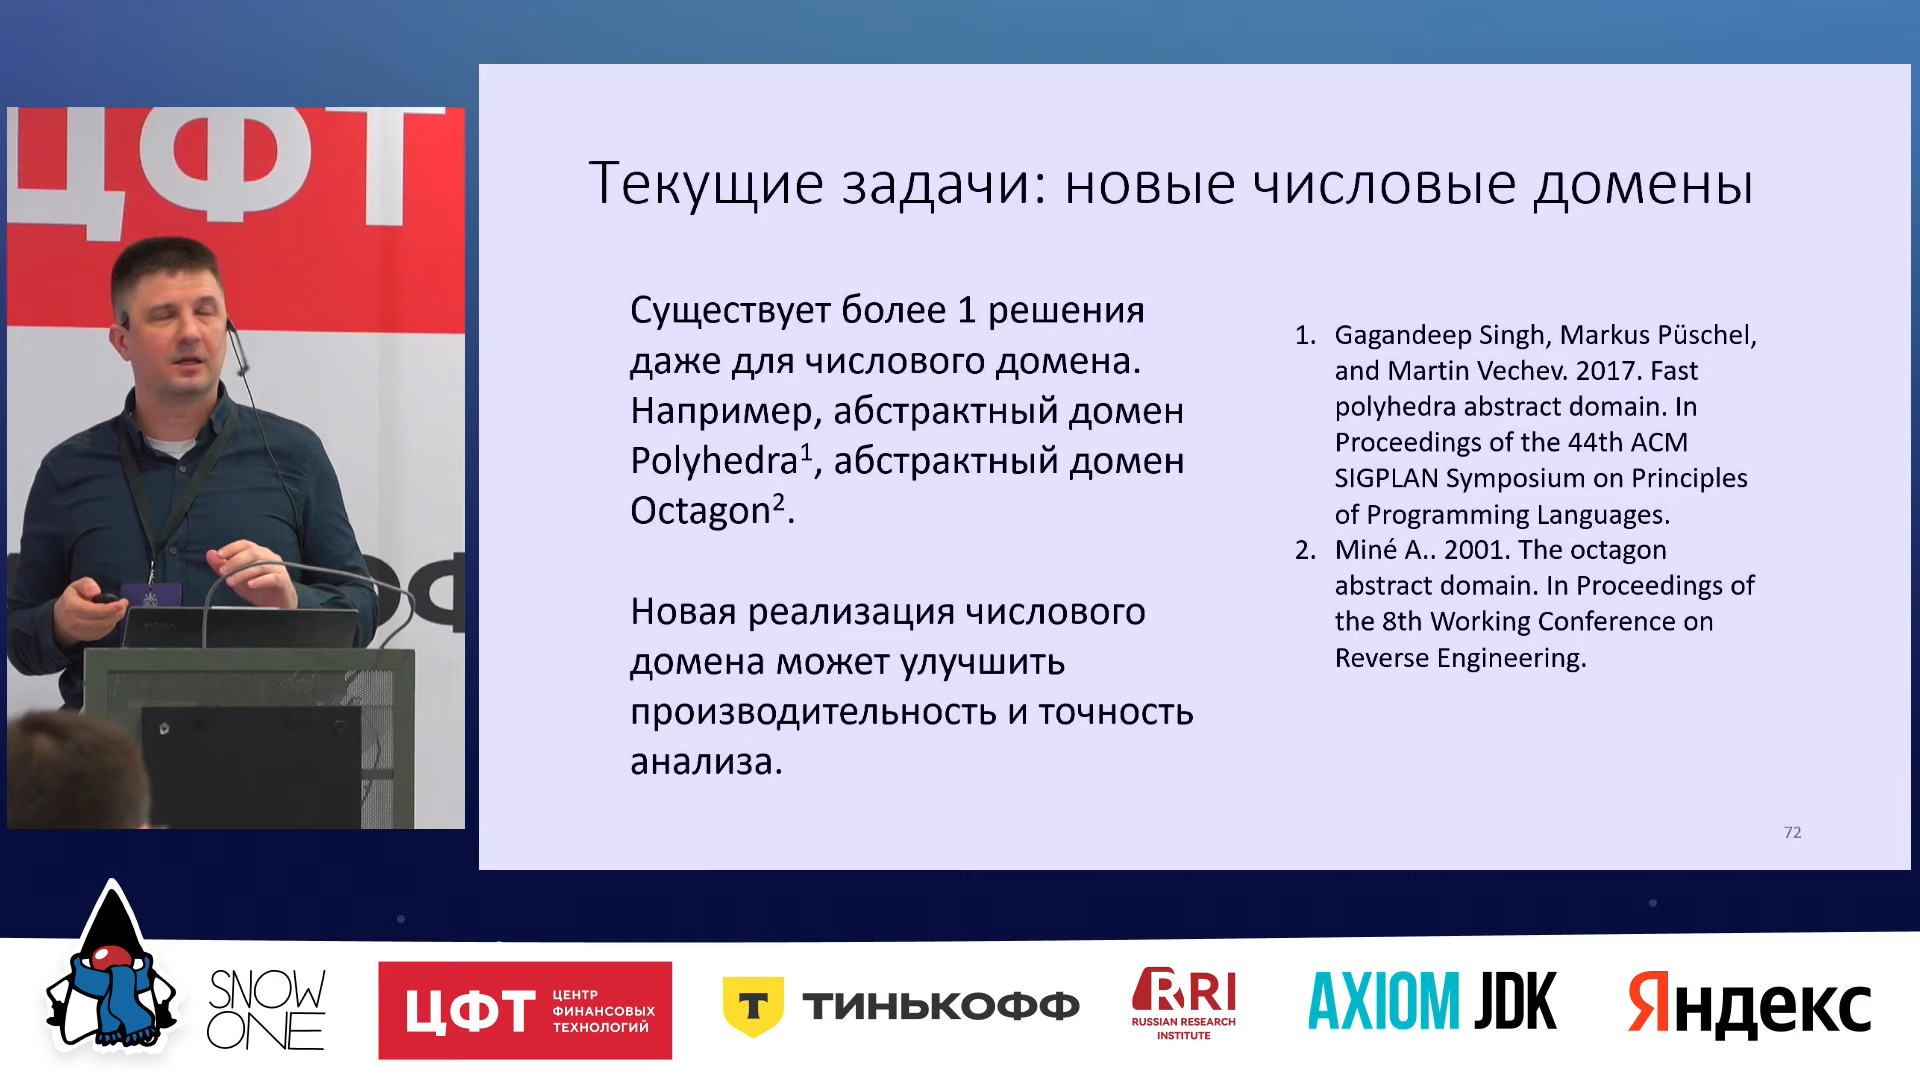 ЦФТ
YOGA
Текущие задачи: новые числовые домены
Существует более 1 решения
даже для числового домена.
Например, абстрактный домен
Polyhedra¹, абстрактный домен
Octagon².
Новая реализация числового
домена может улучшить
производительность и точность
анализа.
1. Gagandeep Singh, Markus Püschel,
and Martin Vechev. 2017. Fast
polyhedra abstract domain. In
Proceedings of the 44th ACM
SIGPLAN Symposium on Principles
of Programming Languages.
2. Miné A.. 2001. The octagon
abstract domain. In Proceedings of
the 8th Working Conference on
Reverse Engineering.
72
SNOW
ONE
ЦФТ
ЦЕНТР
ФИНАНСОВЫХ
ТЕХНОЛОГИЙ
Т ТИНЬКОФФ
RRI
RUSSIAN RESEARCH
INSTITUTE
AXIOM JDK
Яндекс